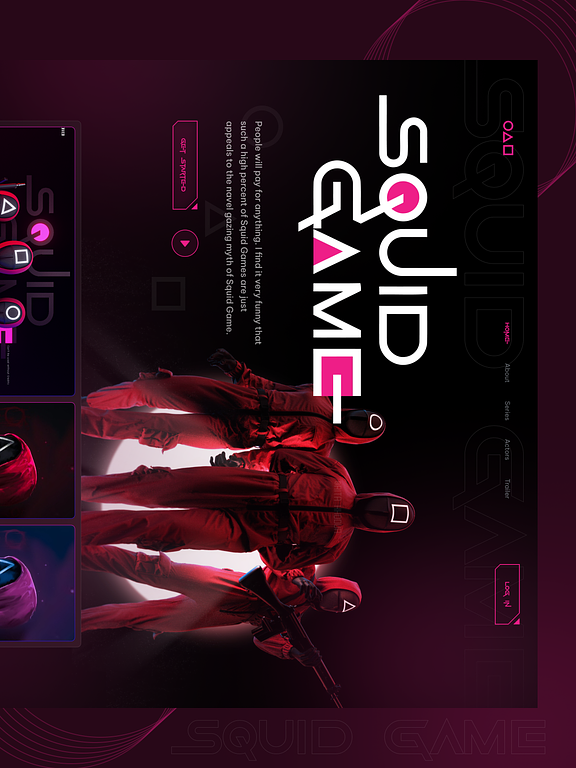 HOME
About
Series
Actors
Trailer
LOG IN
SQUID GAME
SQUID
GAME
People will pay for anything. I find it very funny that
such a high percent of Squid Games are just
appeals to the navel gazing myth of Squid Game.
GET STARTED
SQUID
SQUID GAME